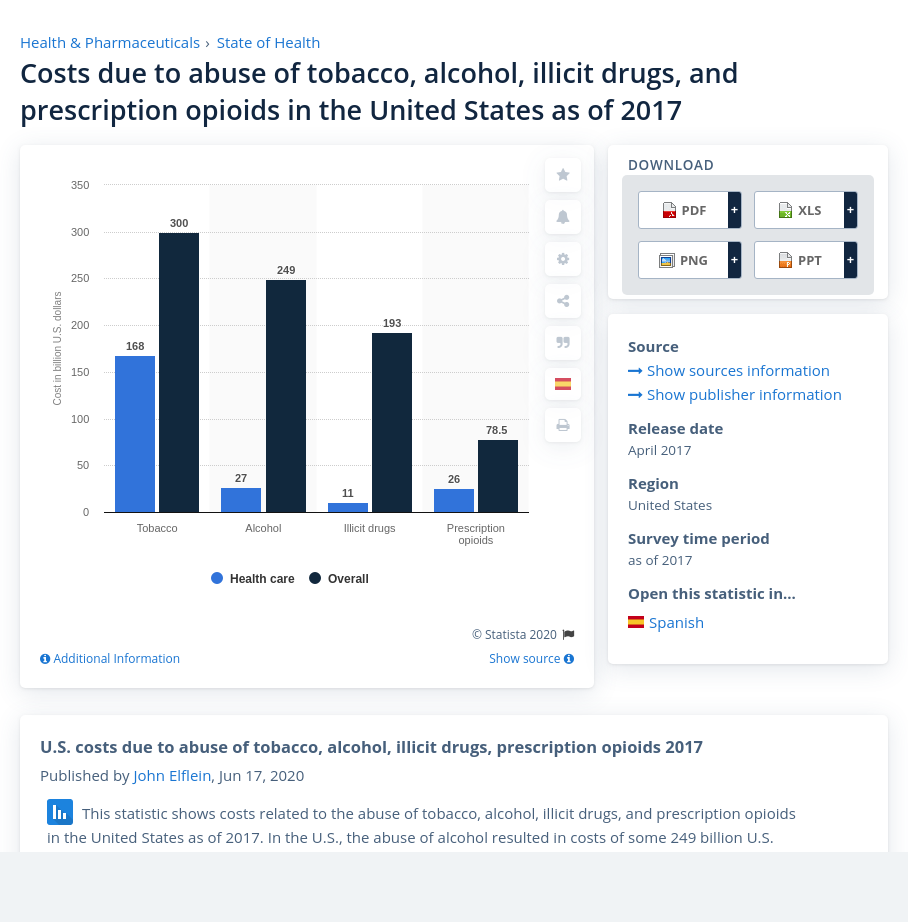 Health & Pharmaceuticals › State of Health
Costs due to abuse of tobacco, alcohol, illicit drugs, and
prescription opioids in the United States as of 2017
350
300
250
200
150
100
50
0
Cost in billion U.S. dollars
168
300
27
249
11
193
26
78.5
Tobacco
Alcohol
Illicit drugs
Prescription
opioids
Health care
Overall
© Statista 2020
Additional Information
Show source
DOWNLOAD
PDF +
XLS +
PNG +
PPT +
Source
Show sources information
Show publisher information
Release date
April 2017
Region
United States
Survey time period
as of 2017
Open this statistic in...
Spanish
U.S. costs due to abuse of tobacco, alcohol, illicit drugs, prescription opioids 2017
Published by John Elflein, Jun 17, 2020
This statistic shows costs related to the abuse of tobacco, alcohol, illicit drugs, and prescription opioids
in the United States as of 2017. In the U.S., the abuse of alcohol resulted in costs of some 249 billion U.S.